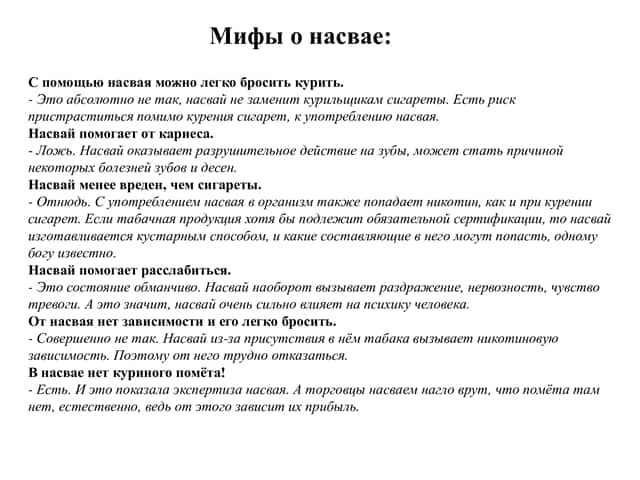 Мифы о насвае:
С помощью насвая можно легко бросить курить.
- Это абсолютно не так, насвай не заменит курильщикам сигареты. Есть риск
пристраститься помимо курения сигарет, к употреблению насвая.
Насвай помогает от кариеса.
- Ложь. Насвай оказывает разрушительное действие на зубы, может стать причиной
некоторых болезней зубов и десен.
Насвай менее вреден, чем сигареты.
- Отнюдь. С употреблением насвая в организм также попадает никотин, как и при курении
сигарет. Если табачная продукция хотя бы подлежит обязательной сертификации, то насвай
изготавливается кустарным способом, и какие составляющие в него могут попасть, одному
богу известно.
Насвай помогает расслабиться.
- Это состояние обманчиво. Насвай наоборот вызывает раздражение, нервозность, чувство
тревоги. А это значит, насвай очень сильно влияет на психику человека.
От насвая нет зависимости и его легко бросить.
- Совершенно не так. Насвай из-за присутствия в нём табака вызывает никотиновую
зависимость. Поэтому от него трудно отказаться.
В насвае нет куриного помёта!
- Есть. И это показала экспертиза насвая. А торговцы насваем нагло врут, что помёта там
нет, естественно, ведь от этого зависит их прибыль.